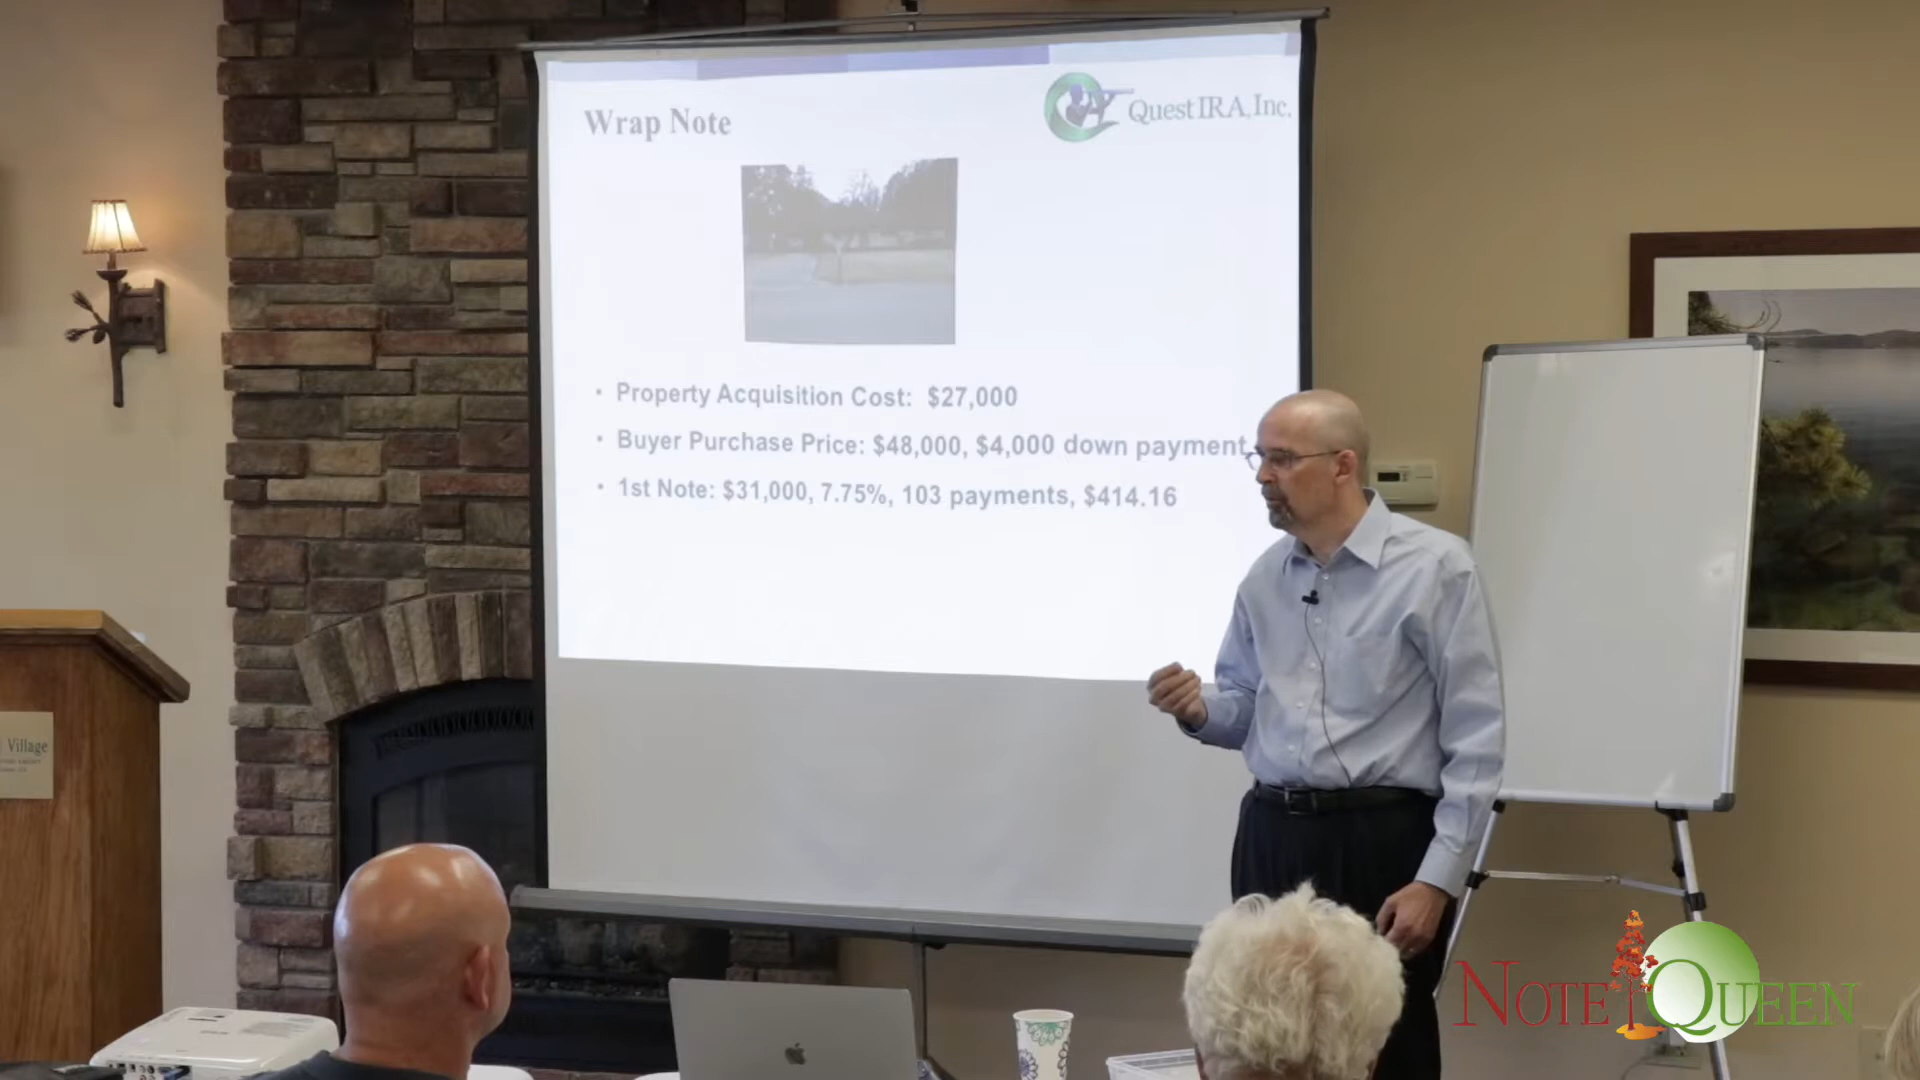 Wrap Note
Quest IRA, Inc.
• Property Acquisition Cost: $27,000
• Buyer Purchase Price: $48,000, $4,000 down payment
• 1st Note: $31,000, 7.75%, 103 payments, $414.16
Village
NOTE QUEEN